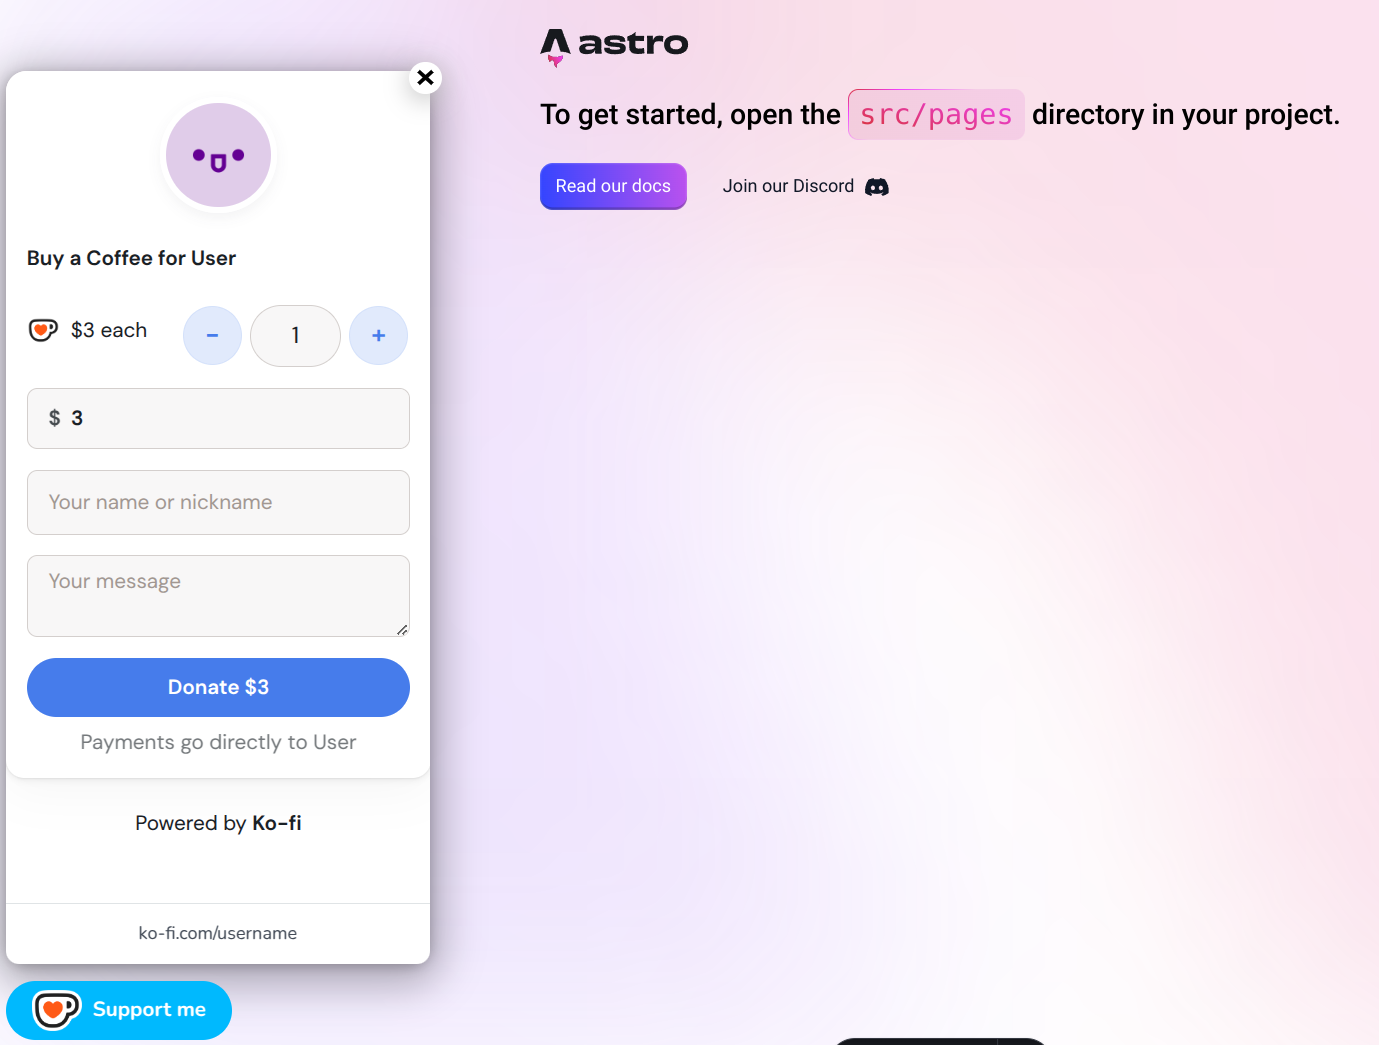 astro
To get started, open the src/pages directory in your project.
Read our docs
Join our Discord
Buy a Coffee for User
$3 each
-
1
+
$ 3
Your name or nickname
Your message
Donate $3
Payments go directly to User
Powered by Ko-fi
ko-fi.com/username
Support me